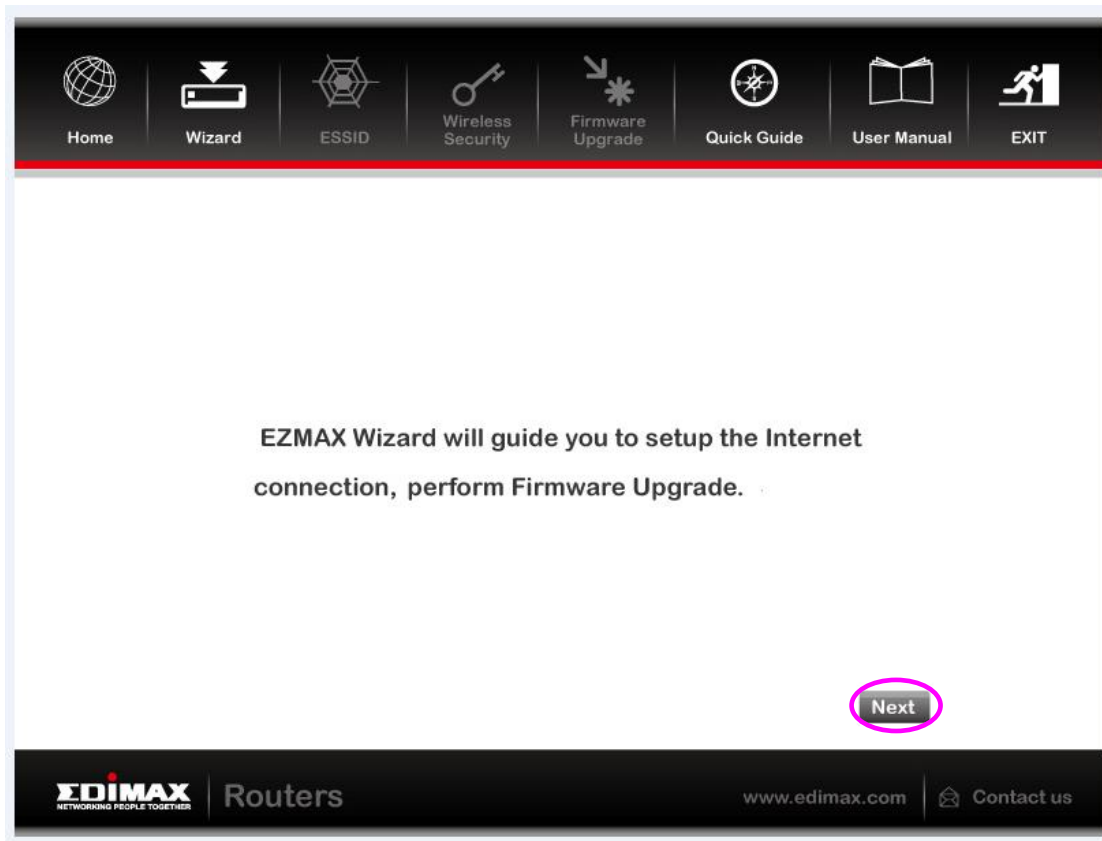 Home
Wizard
ESSID
Wireless
Security
Firmware
Upgrade
Quick Guide
User Manual
EXIT
EZMAX Wizard will guide you to setup the Internet
connection, perform Firmware Upgrade.
Next
EDIMAX
NETWORKING PEOPLE TOGETHER
Routers
www.edimax.com
Contact us